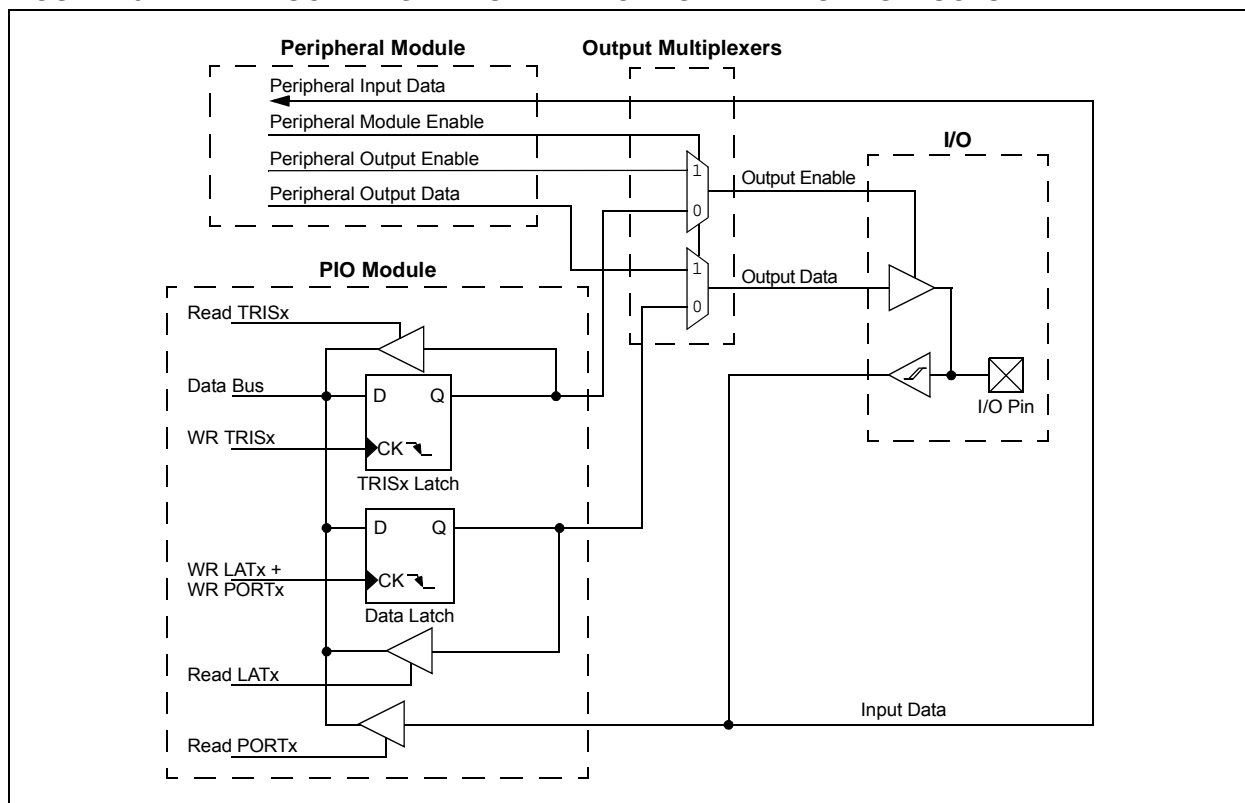 Peripheral Module
Output Multiplexers
Peripheral Input Data
Peripheral Module Enable
Peripheral Output Enable
Peripheral Output Data
1
0
1
0
Output Enable
Output Data
I/O
I/O Pin
PIO Module
Read TRISx
Data Bus
D Q
WR TRISx
CK
TRISx Latch
D Q
WR LATx +
WR PORTx
CK
Data Latch
Read LATx
Read PORTx
Input Data